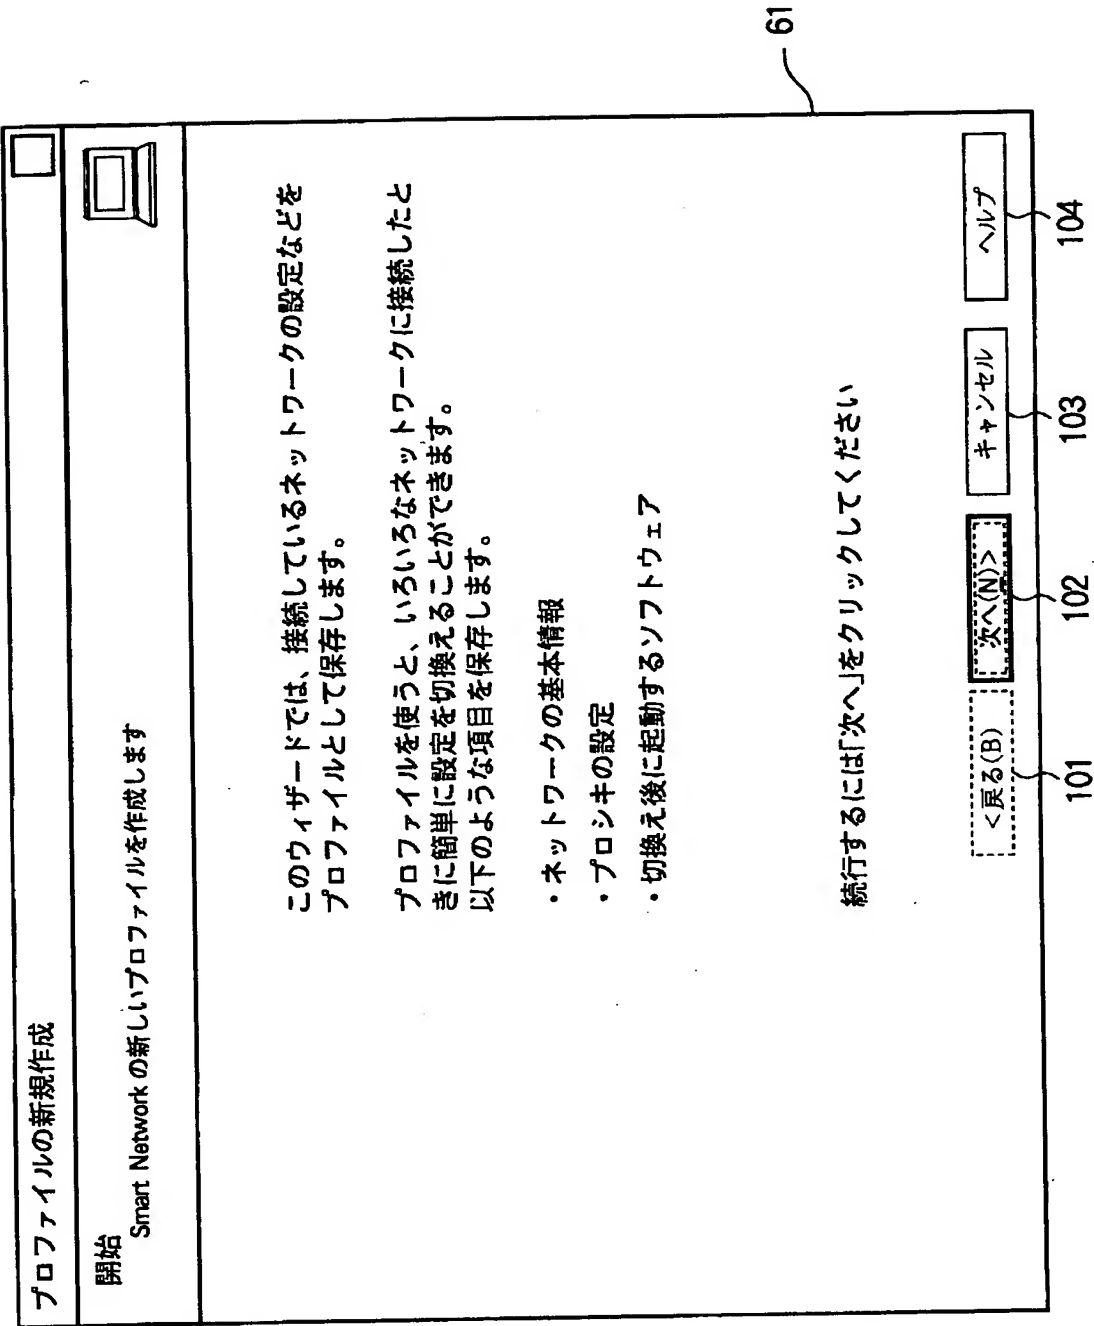 プロファイルの新規作成
開始
Smart Networkの新しいプロファイルを作成します
このウィザードでは、接続しているネットワークの設定などを
プロファイルとして保存します。
プロファイルを使うと、いろいろなネットワークに接続したと
きに簡単に設定を切換えることができます。
以下のような項目を保存します。
・ネットワークの基本情報
・プロシキの設定
・切換え後に起動するソフトウェア
続行するには「次へ」をクリックしてください
<戻る(B)
次へ(N)>
キャンセル
ヘルプ
101
102
103
104
61